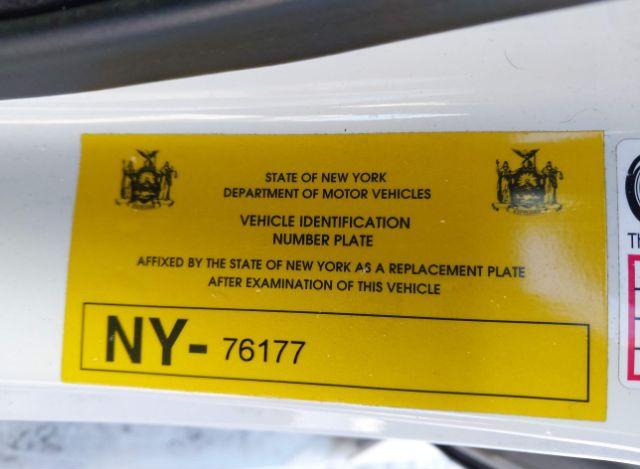 STATE OF NEW YORK
DEPARTMENT OF MOTOR VEHICLES
VEHICLE IDENTIFICATION
NUMBER PLATE
AFFIXED BY THE STATE OF NEW YORK AS A REPLACEMENT PLATE
AFTER EXAMINATION OF THIS VEHICLE
NY- 76177